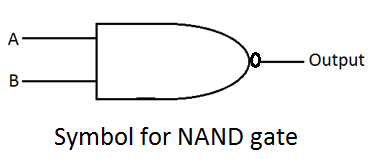 A
Output
B
Symbol for NAND gate